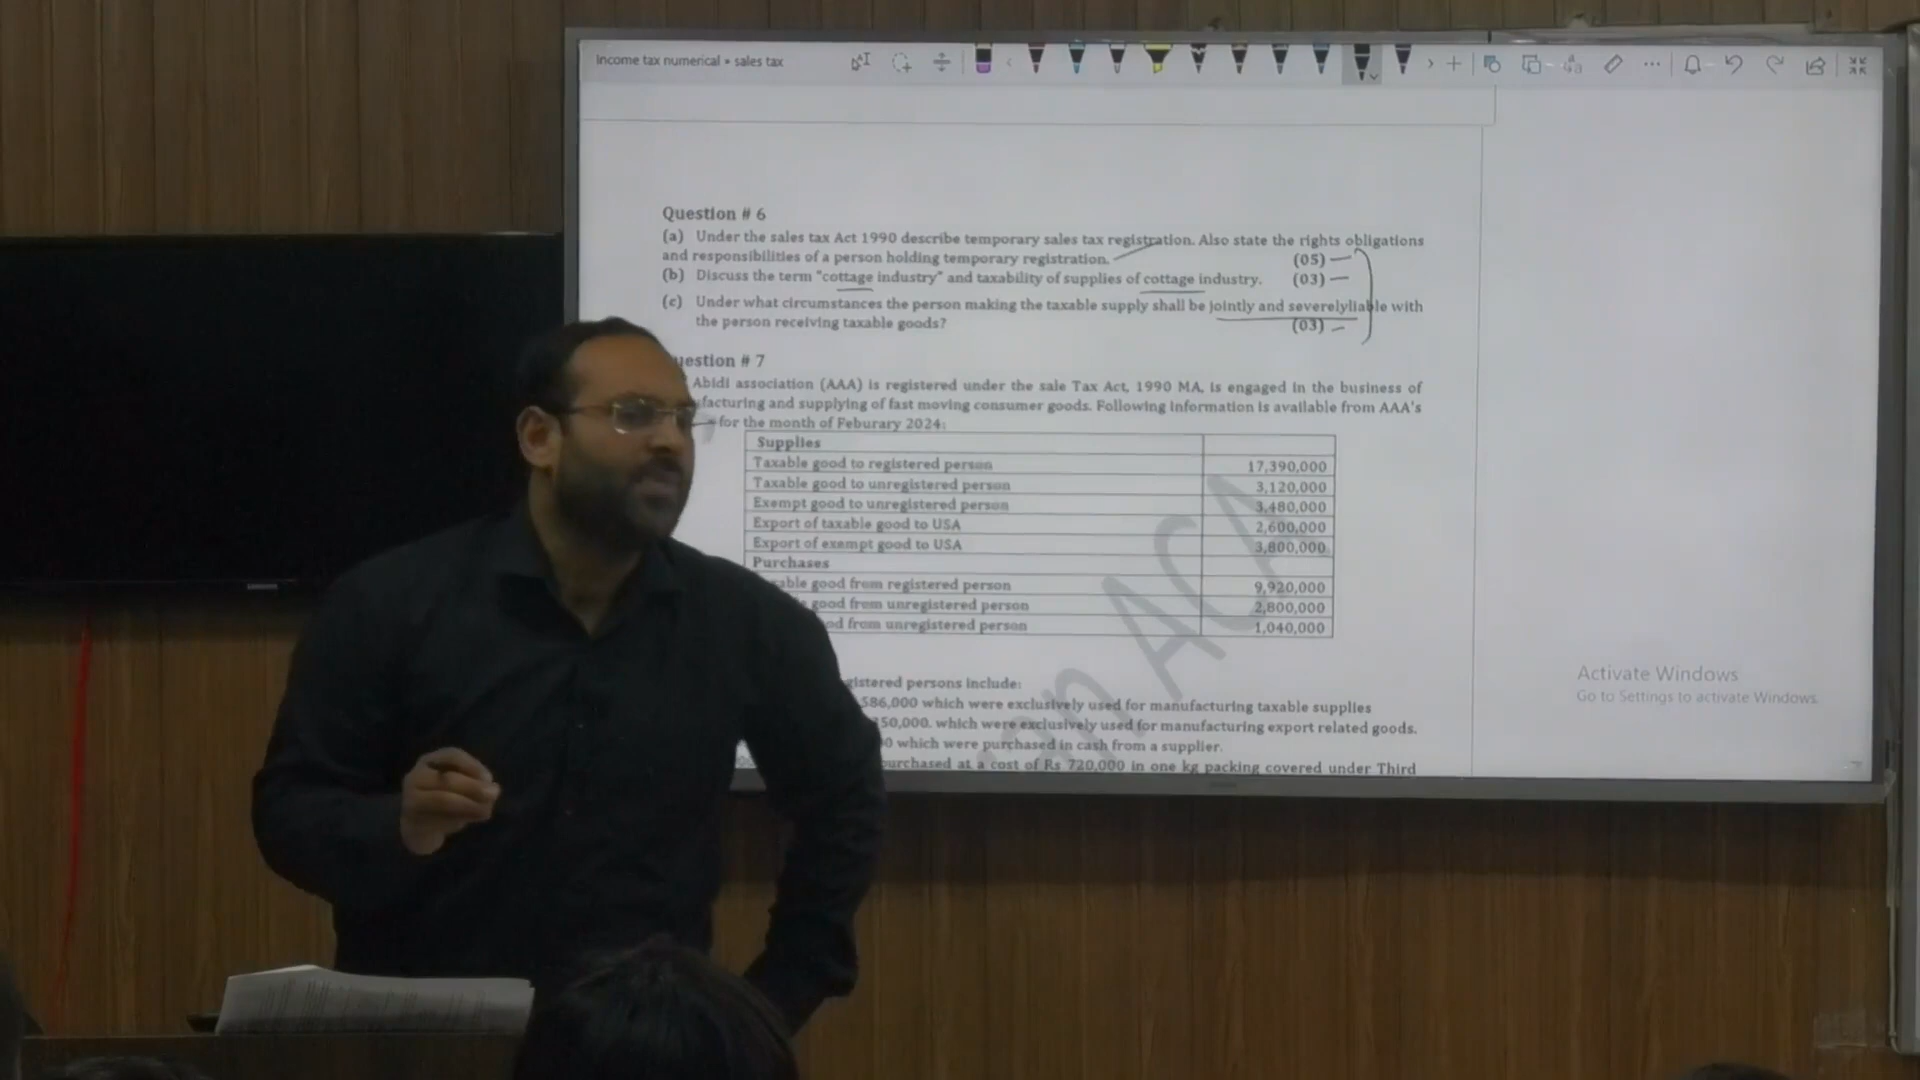 Income tax numerical • sales tax
Question # 6
(a) Under the sales tax Act 1990 describe temporary sales tax registration. Also state the rights obligations
and responsibilities of a person holding temporary registration. (05)
(b) Discuss the term "cottage industry" and taxability of supplies of cottage industry. (03)
(c) Under what circumstances the person making the taxable supply shall be jointly and severelyliable with
the person receiving taxable goods? (03)
uestion # 7
Abidi association (AAA) is registered under the sale Tax Act, 1990 MA, is engaged in the business of
facturing and supplying of fast moving consumer goods. Following information is available from AAA's
for the month of Feburary 2024:
Supplies
Taxable good to registered person 17,390,000
Taxable good to unregistered person 3,120,000
Exempt good to unregistered person 3,480,000
Export of taxable good to USA 2,600,000
Export of exempt good to USA 3,800,000
Purchases
able good from registered person 9,920,000
good from unregistered person 2,800,000
od from unregistered person 1,040,000
gistered persons include:
586,000 which were exclusively used for manufacturing taxable supplies
50,000. which were exclusively used for manufacturing export related goods.
0 which were purchased in cash from a supplier.
purchased at a cost of Rs 720,000 in one kg packing covered under Third
an ACA
Activate Windows
Go to Settings to activate Windows.